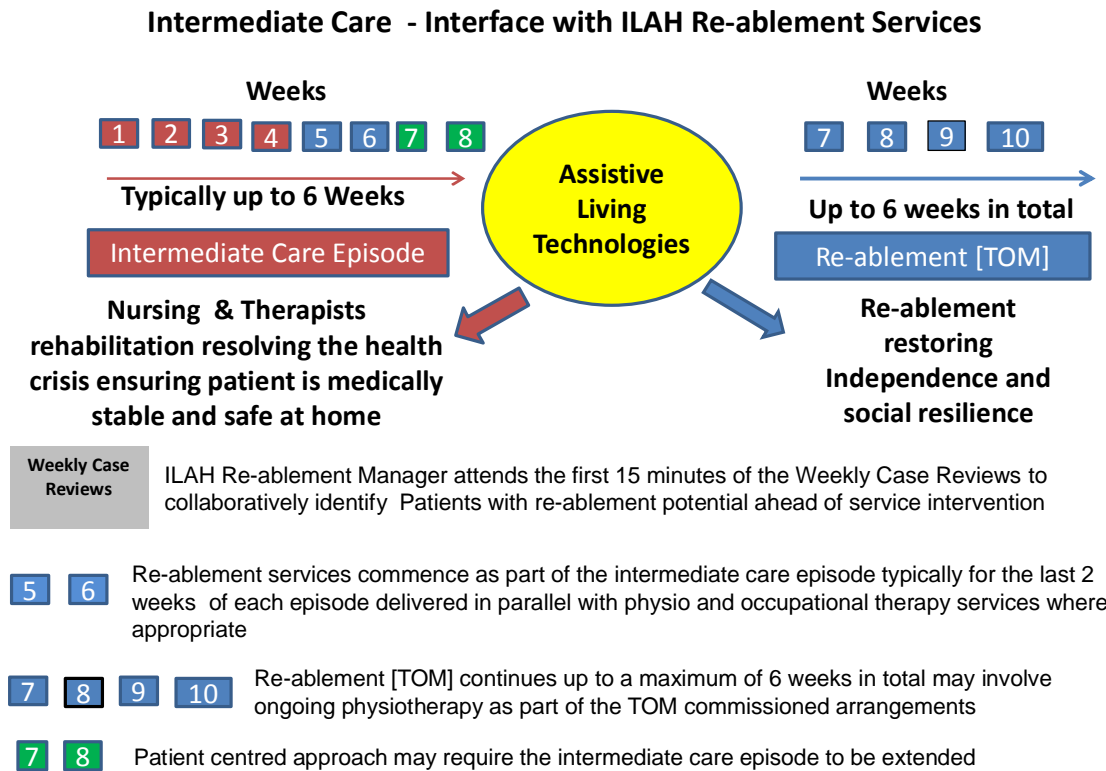 Intermediate Care - Interface with ILAH Re-ablement Services
Weeks
1 2 3 4 5 6 7 8
Typically up to 6 Weeks
Intermediate Care Episode
Nursing & Therapists
rehabilitation resolving the health
crisis ensuring patient is medically
stable and safe at home
Assistive
Living
Technologies
Weeks
7 8 9 10
Up to 6 weeks in total
Re-ablement [TOM]
Re-ablement
restoring
Independence and
social resilience
Weekly Case
Reviews
ILAH Re-ablement Manager attends the first 15 minutes of the Weekly Case Reviews to
collaboratively identify Patients with re-ablement potential ahead of service intervention
5 6
Re-ablement services commence as part of the intermediate care episode typically for the last 2
weeks of each episode delivered in parallel with physio and occupational therapy services where
appropriate
7 8 9 10
Re-ablement [TOM] continues up to a maximum of 6 weeks in total may involve
ongoing physiotherapy as part of the TOM commissioned arrangements
7 8
Patient centred approach may require the intermediate care episode to be extended